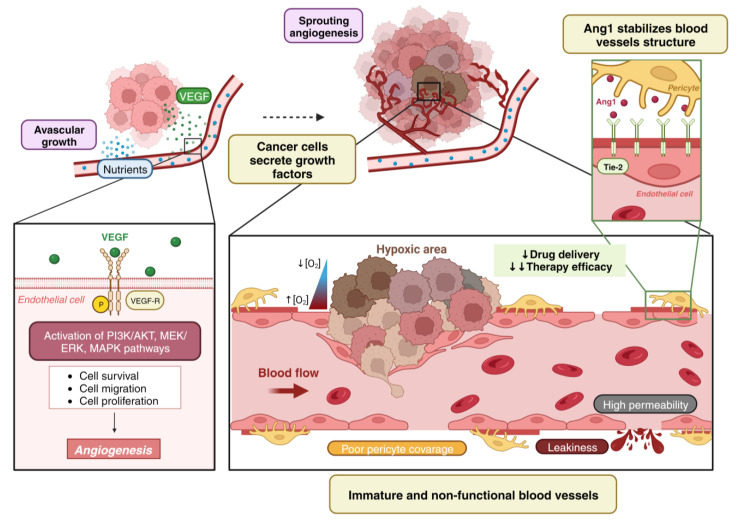 Sprouting
angiogenesis
Ang1 stabilizes blood
vessels structure
VEGF
Pericyte
Ang1
Avascular
growth
Nutrients
Cancer cells
secrete growth
factors
Tie-2
Endothelial cell
VEGF
Endothelial cell
P
VEGF-R
Activation of PI3K/AKT, MEK/
ERK, MAPK pathways
• Cell survival
• Cell migration
• Cell proliferation
Angiogenesis
Hypoxic area
↓[O₂]
↑[O₂]
↓Drug delivery
↓↓Therapy efficacy
Blood flow
High permeability
Poor pericyte coverage
Leakiness
Immature and non-functional blood vessels